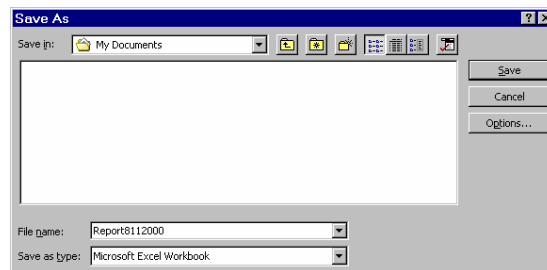 Save As
Save in: My Documents
Save
Cancel
Options...
File name: Report8112000
Save as type: Microsoft Excel Workbook